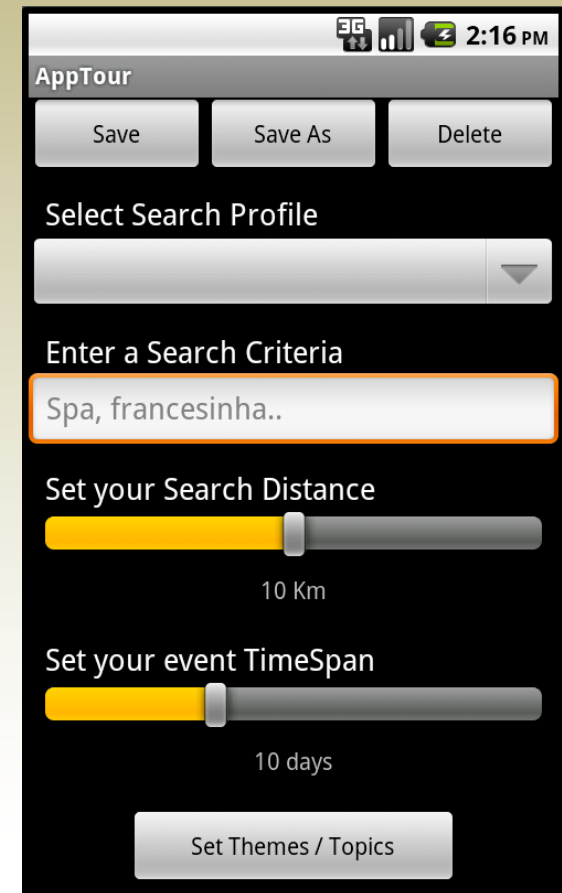 3G 2:16 PM
AppTour
Save Save As Delete
Select Search Profile
Enter a Search Criteria
Spa, francesinha..
Set your Search Distance
10 Km
Set your event TimeSpan
10 days
Set Themes / Topics